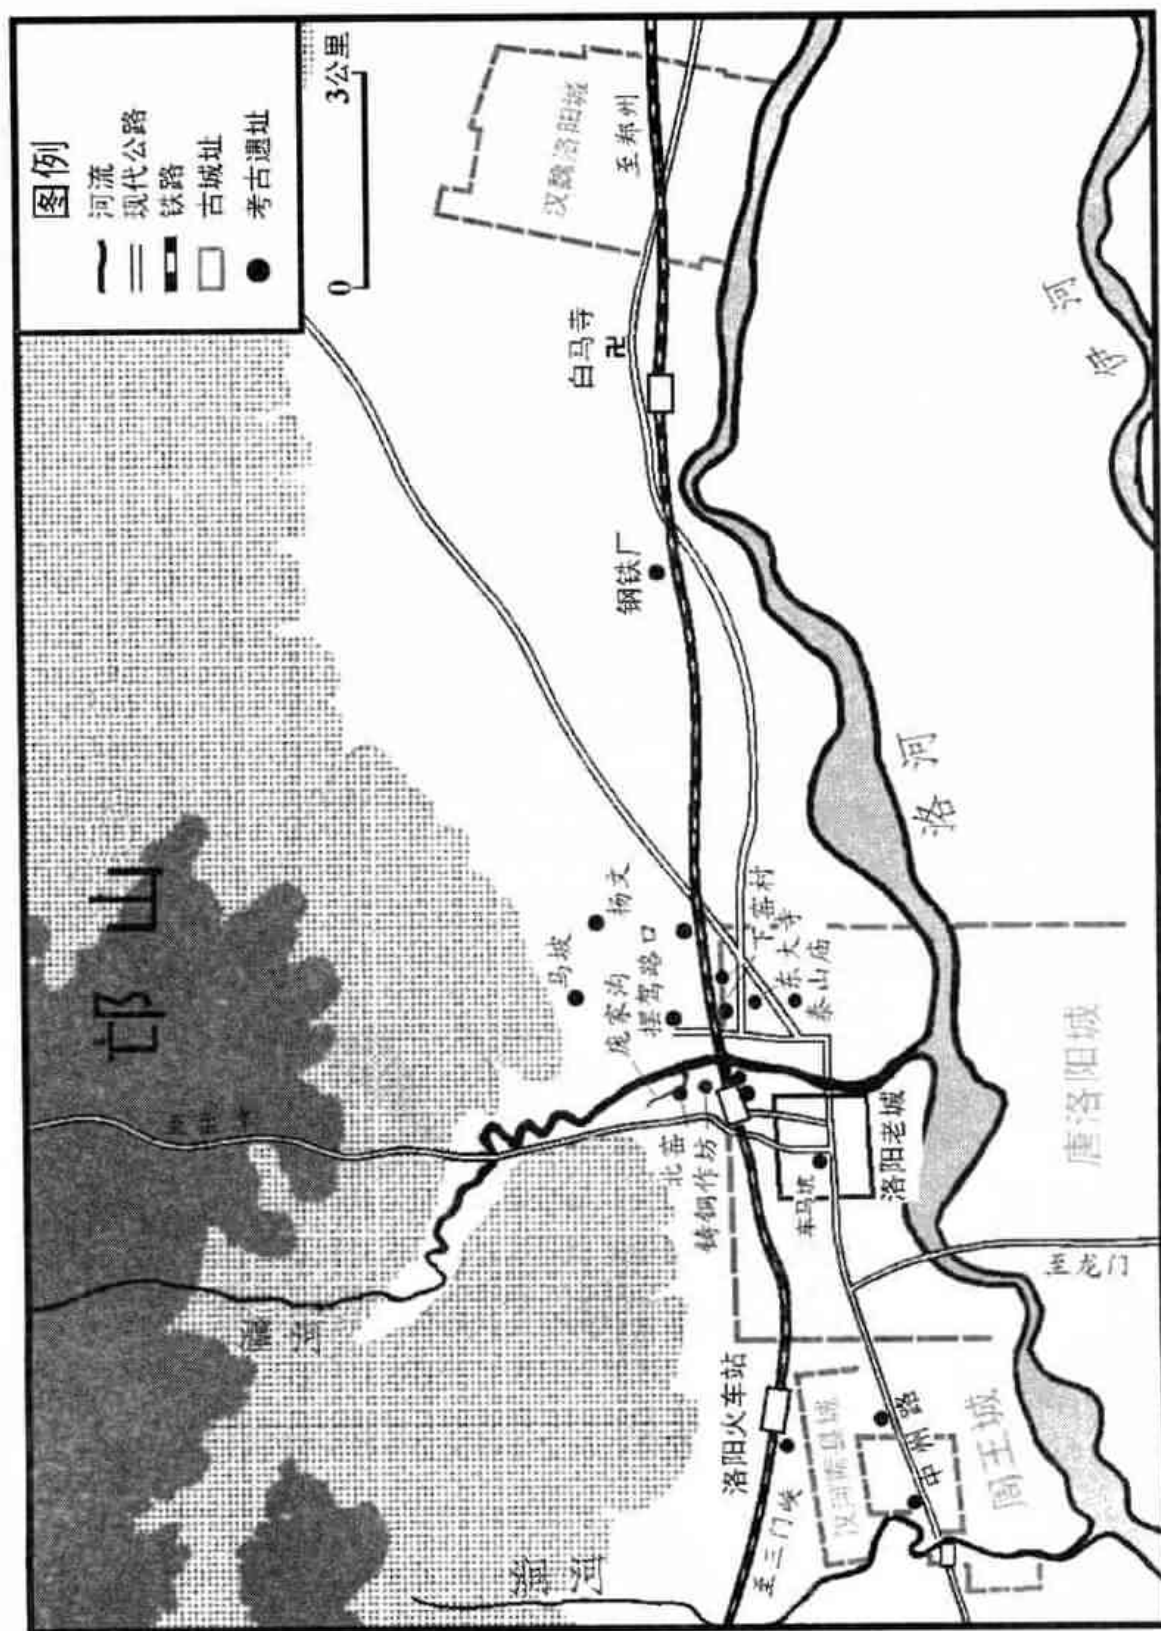 图例
河流
现代公路
铁路
古城址
考古遗址
0
3公里
邙山
瀍河
涧河
洛河
伊河
汉魏洛阳城
至郑州
白马寺
卍
钢铁厂
杨文
马坡
庞家沟
摆驾路口
下窑村
东大寺
泰山庙
北窑
铸铜作坊
车马坑
洛阳老城
唐洛阳城
至龙门
洛阳火车站
汉河南县城
中州路
周王城
至三门峡